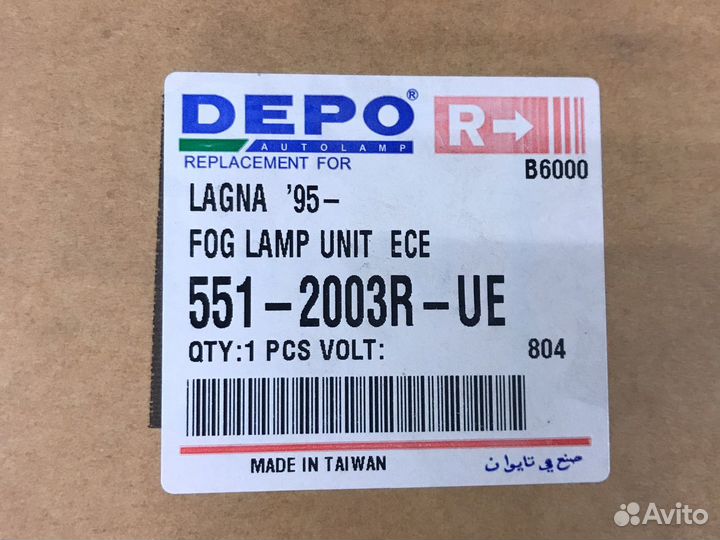 DEPO®
AUTOLAMP
REPLACEMENT FOR
R→
B6000
LAGNA '95-
FOG LAMP UNIT ECE
551-2003R-UE
QTY:1 PCS VOLT:
804
MADE IN TAIWAN
صنع في تايوان
Avito